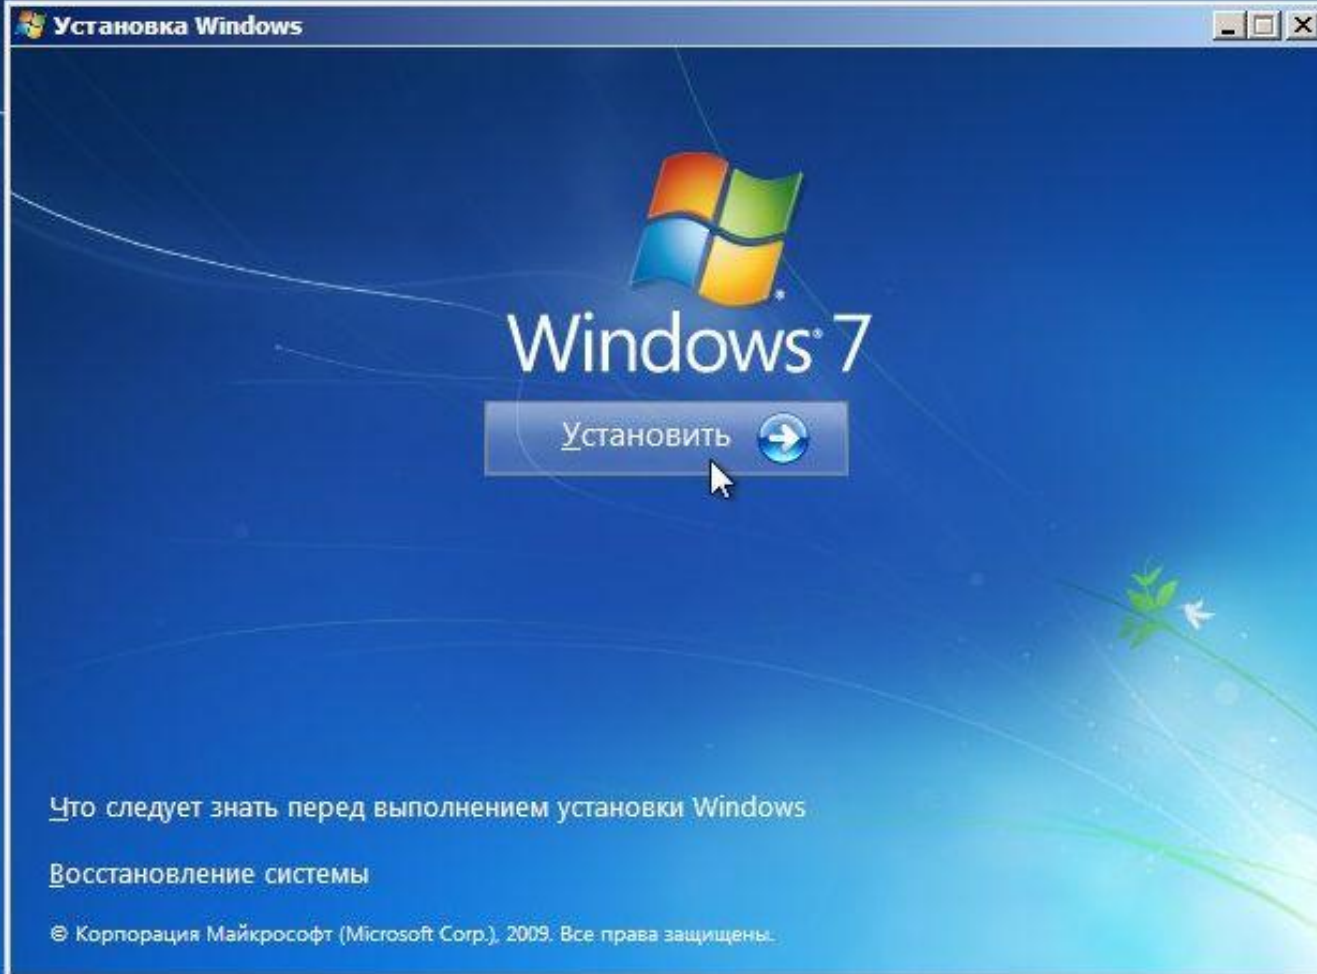 Установка Windows
Windows® 7
Установить
Что следует знать перед выполнением установки Windows
Восстановление системы
© Корпорация Майкрософт (Microsoft Corp.), 2009. Все права защищены.